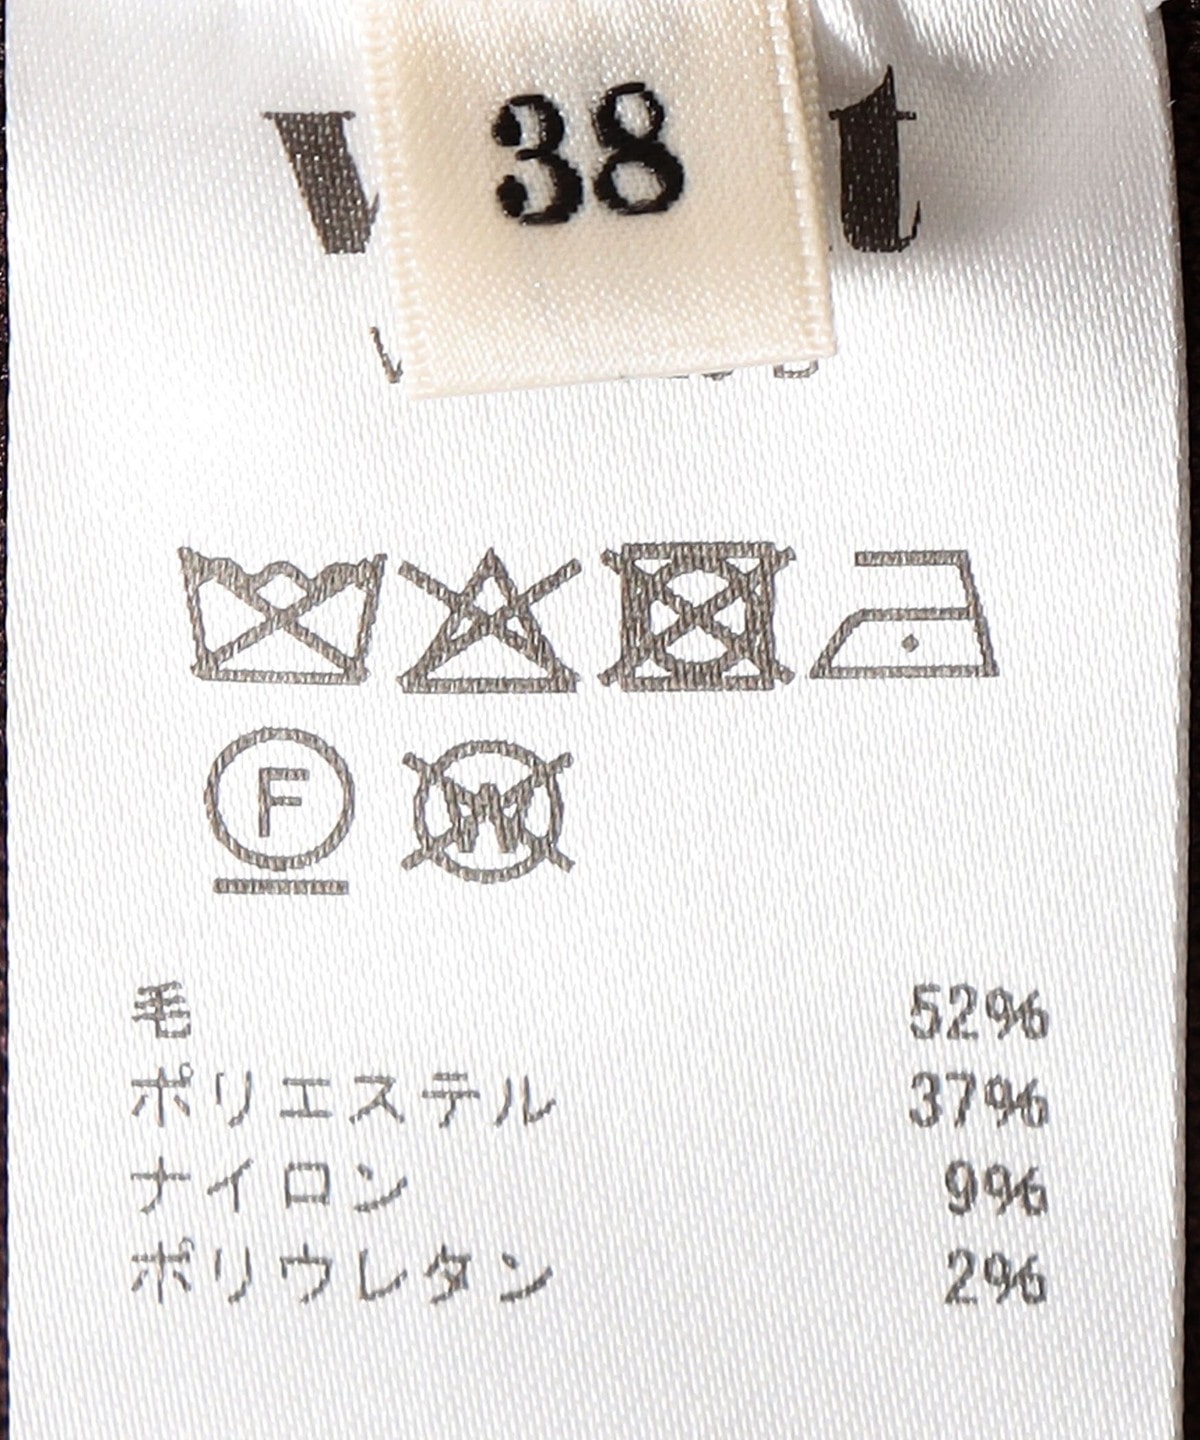 38
F
W
毛 52%
ポリエステル 37%
ナイロン 9%
ポリウレタン 2%